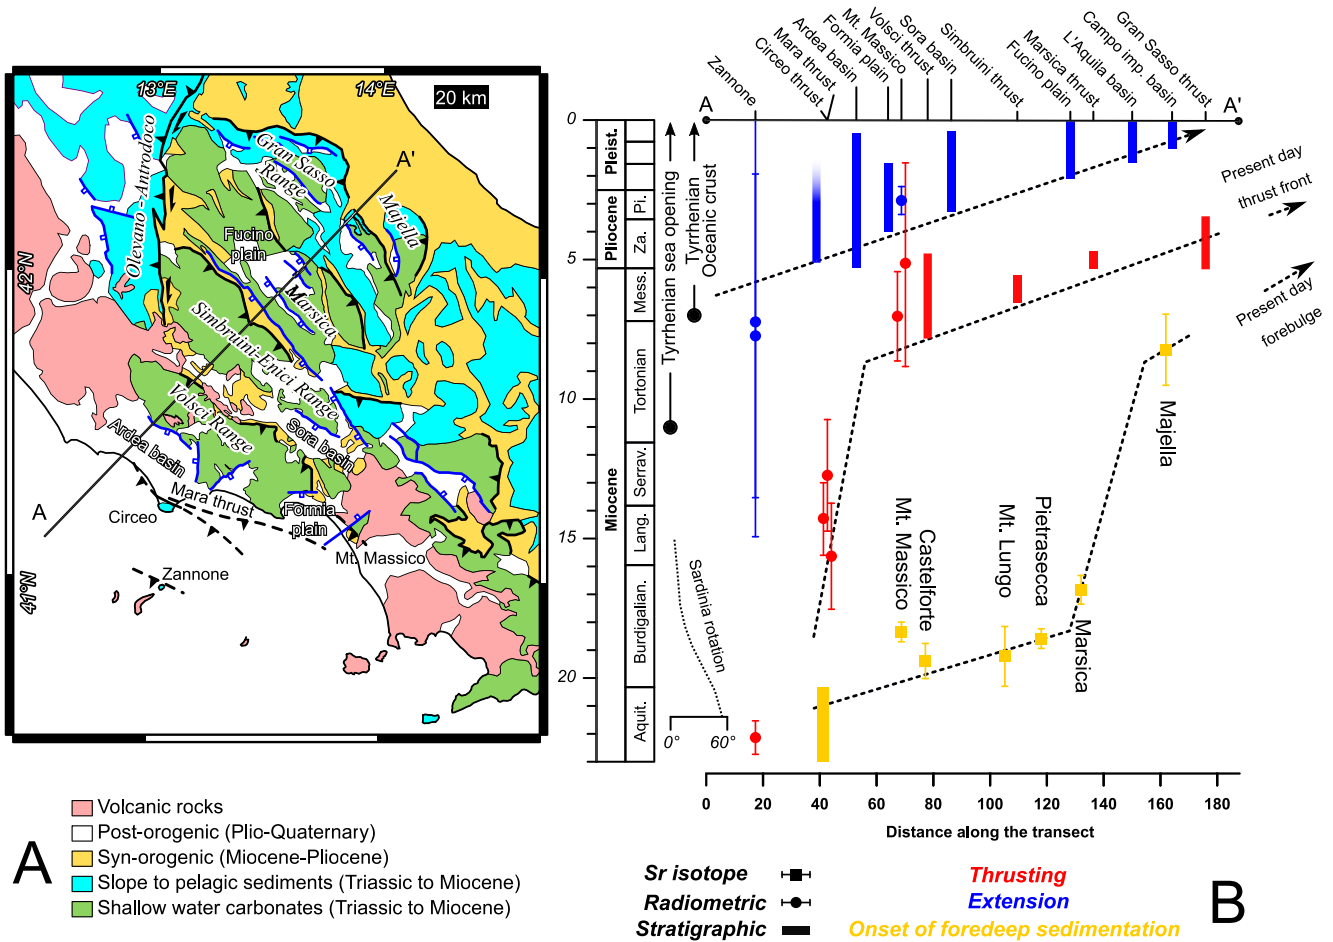 13°E
14°E
20 km
42°N
41°N
Olevano-Antrodoco
Gran Sasso
Range
A'
Majella
Fucino
plain
Marsica
Simbruini-Enici Range
Volsci Range
Ardea basin
Sora basin
A
Mara thrust
Circeo
Formia
plain
Mt. Massico
Zannone
A
Volcanic rocks
Post-orogenic (Plio-Quaternary)
Syn-orogenic (Miocene-Pliocene)
Slope to pelagic sediments (Triassic to Miocene)
Shallow water carbonates (Triassic to Miocene)
Zannone
Circeo thrust
Mara thrust
Ardea basin
Formia plain
Mt. Massico
Volsci thrust
Sora basin
Simbruini thrust
Fucino plain
Marsica thrust
L'Aquila basin
Campo imp. basin
Gran Sasso thrust
A
A'
0
5
10
15
20
Pleist.
Pliocene
Miocene
Pi.
Za.
Mess.
Tortonian
Serrav.
Lang.
Burdigalian
Aquit.
Tyrrhenian sea opening
Tyrrhenian
Oceanic crust
Present day
thrust front
Present day
forebulge
Sardinia rotation
0°
60°
Mt.
Massico
Castelforte
Mt. Lungo
Pietrasecca
Marsica
Majella
0
20
40
60
80
100
120
140
160
180
Distance along the transect
Sr isotope
Radiometric
Stratigraphic
Thrusting
Extension
Onset of foredeep sedimentation
B